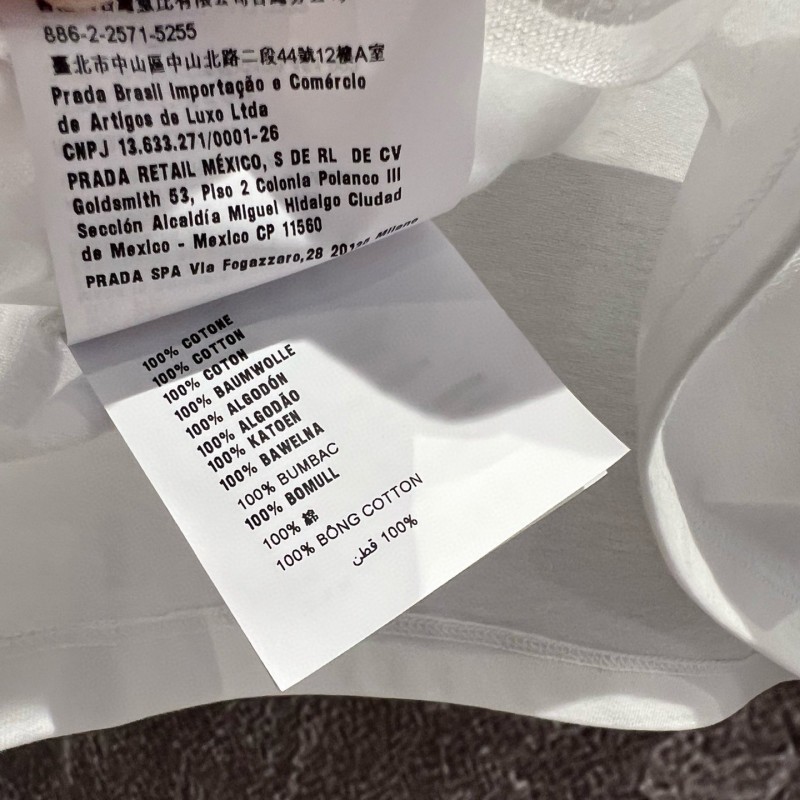 886-2-2571-5255
臺北市中山區中山北路二段44號12樓A室
Prada Brasil Importação e Comércio
de Artigos de Luxo Ltda
CNPJ 13.633.271/0001-26
PRADA RETAIL MÉXICO, S DE RL DE CV
Goldsmith 53, Piso 2 Colonia Polanco III
Sección Alcaldía Miguel Hidalgo Ciudad
de Mexico - Mexico CP 11560
PRADA SPA Via Fogazzaro,28 Milano
100% COTONE
100% COTTON
100% COTON
100% BAUMWOLLE
100% ALGODÓN
100% ALGODÃO
100% KATOEN
100% BAWELNA
100% BUMBAC
100% BOMULL
100% 綿
100% BÔNG COTTON
100% قطن